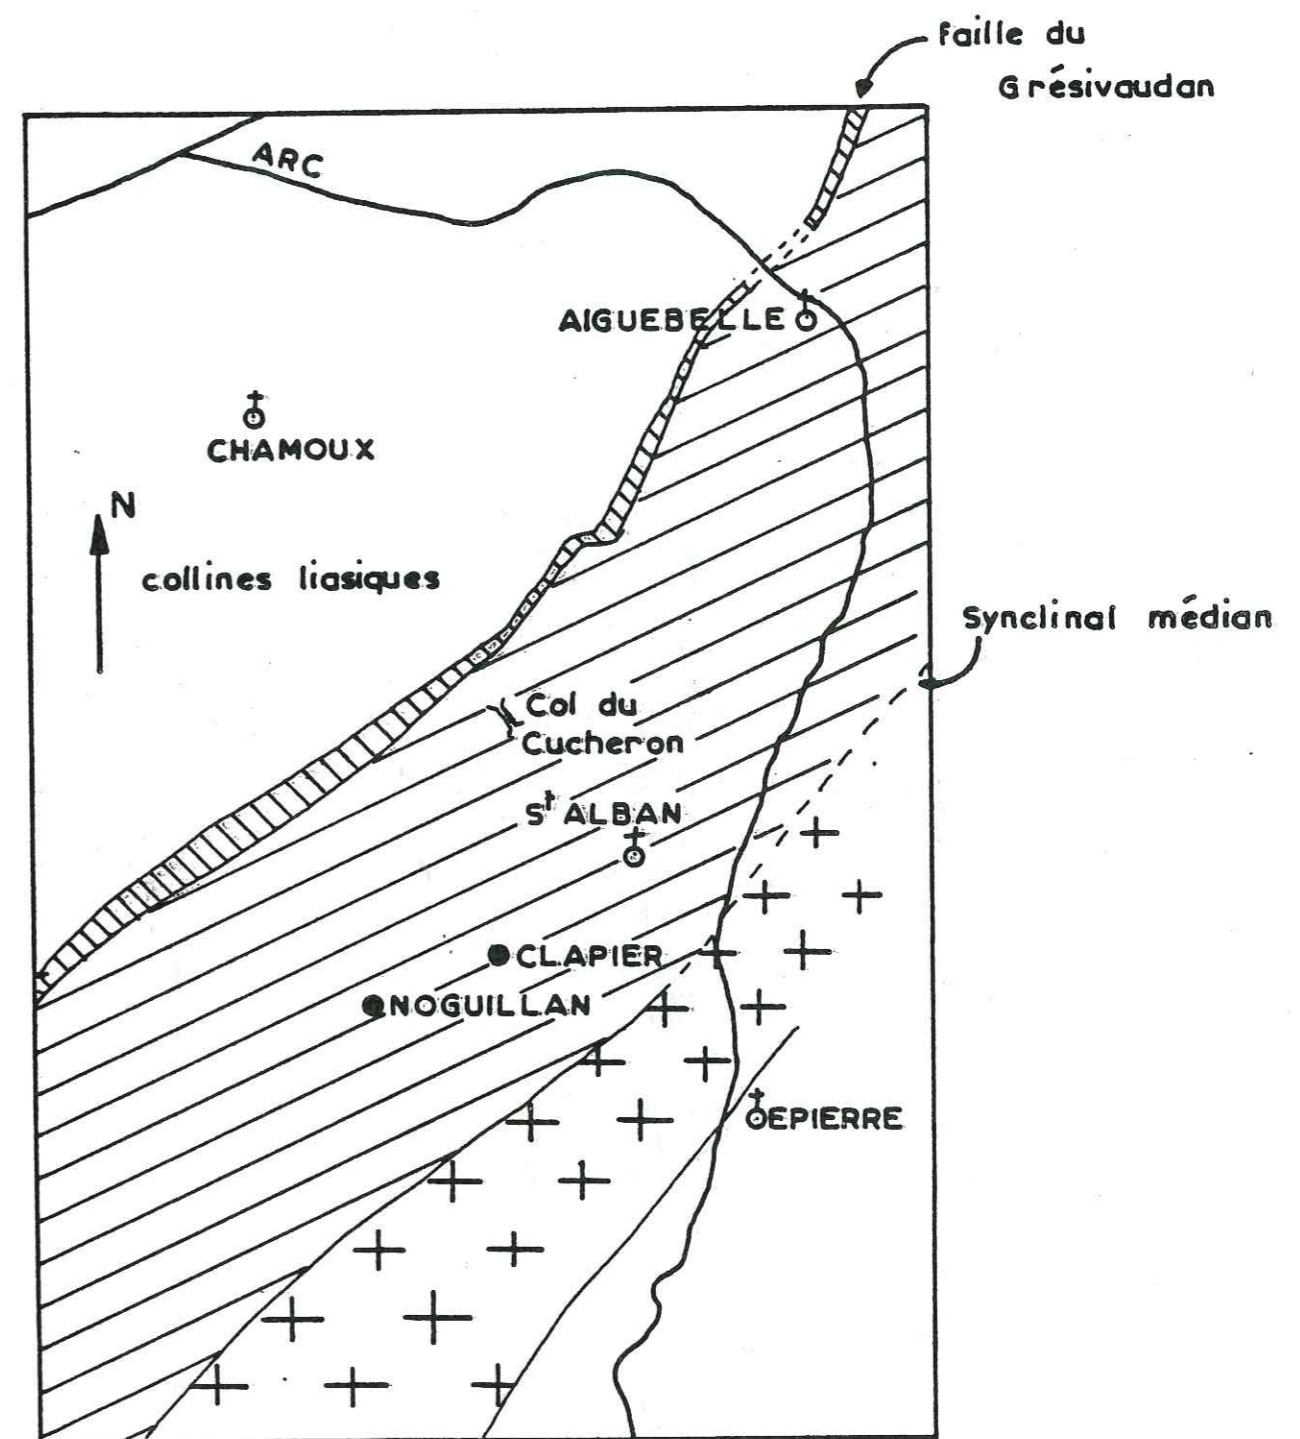 faille du
Grésivaudan
ARC
AIGUEBELLE
CHAMOUX
N
collines liasiques
Synclinal médian
Col du
Cucheron
St ALBAN
CLAPIER
NOGUILLAN
EPIERRE